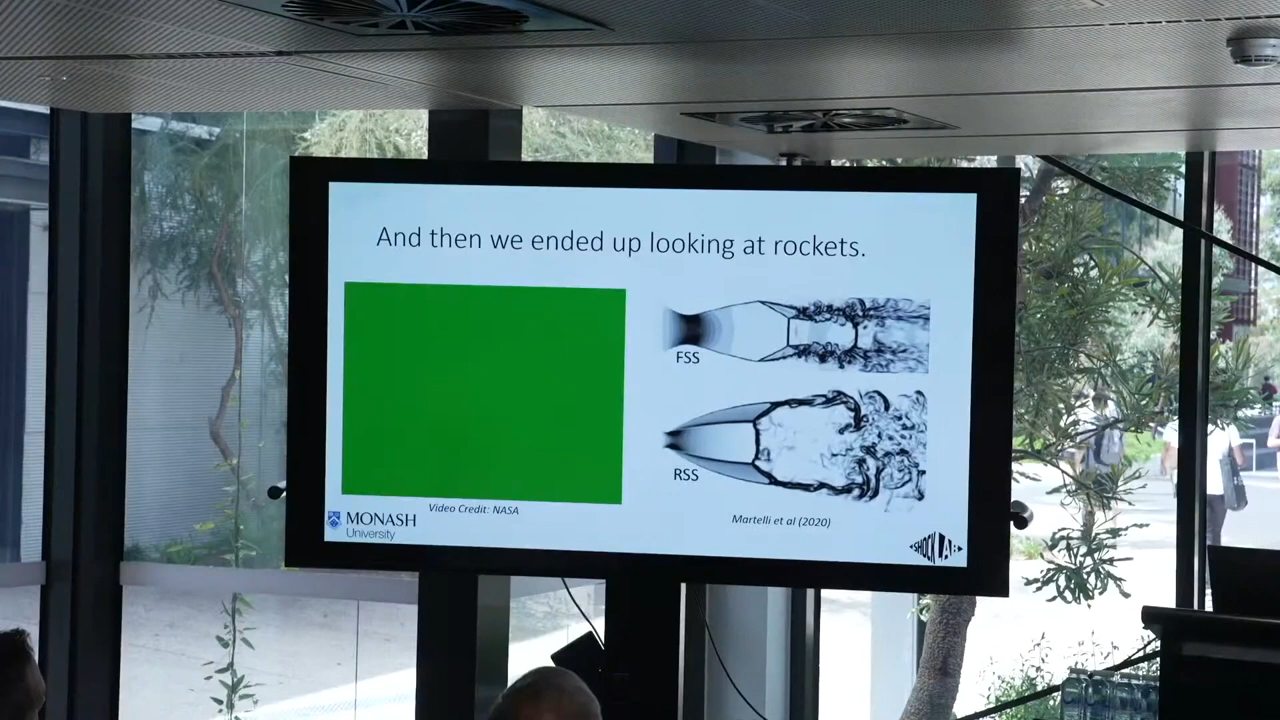 And then we ended up looking at rockets.
FSS
RSS
Video Credit: NASA
Martelli et al (2020)
MONASH
University
SHOCK LAB